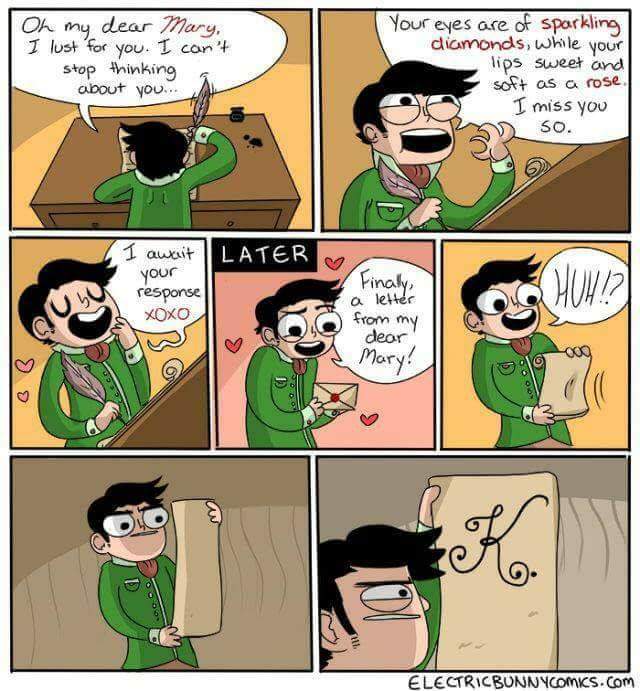 Oh my dear Mary,
I lust for you. I can't
stop thinking
about you...
Your eyes are of sparkling
diamonds, while your
lips sweet and
soft as a rose.
I miss you
so.
I await
your
response
XOXO
LATER
Finally,
a letter
from my
dear
Mary!
HUH!?
K.
ELECTRICBUNNYCOMICS.Com